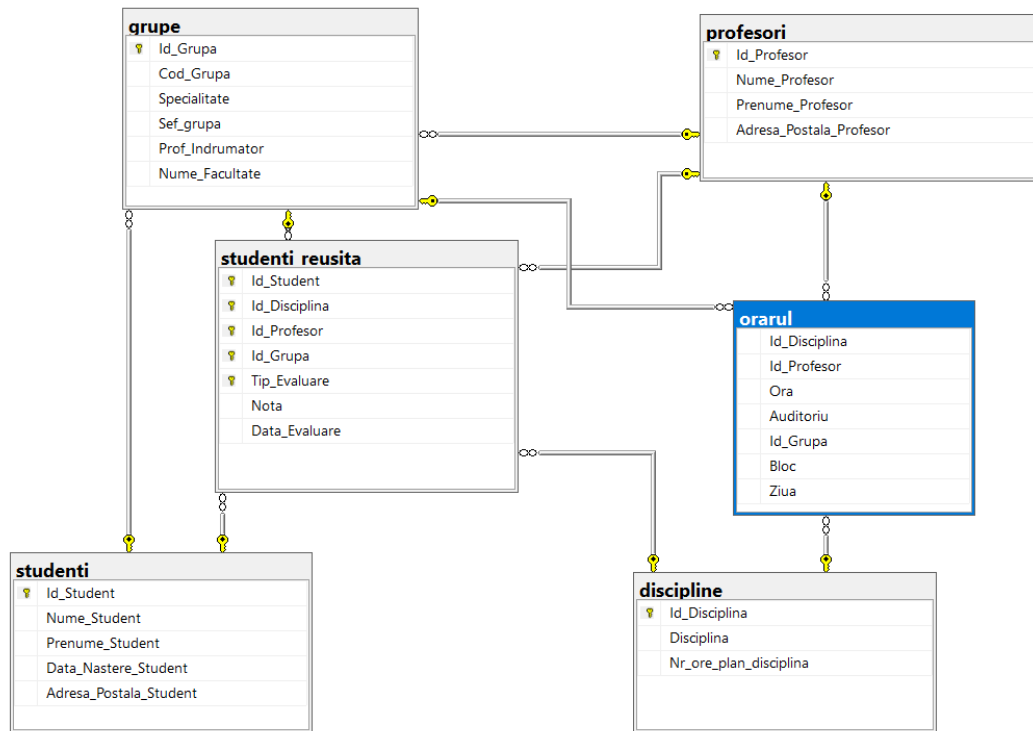 grupe
Id_Grupa
Cod_Grupa
Specialitate
Sef_grupa
Prof_Indrumator
Nume_Facultate
profesori
Id_Profesor
Nume_Profesor
Prenume_Profesor
Adresa_Postala_Profesor
studenti_reusita
Id_Student
Id_Disciplina
Id_Profesor
Id_Grupa
Tip_Evaluare
Nota
Data_Evaluare
orarul
Id_Disciplina
Id_Profesor
Ora
Auditoriu
Id_Grupa
Bloc
Ziua
studenti
Id_Student
Nume_Student
Prenume_Student
Data_Nastere_Student
Adresa_Postala_Student
discipline
Id_Disciplina
Disciplina
Nr_ore_plan_disciplina